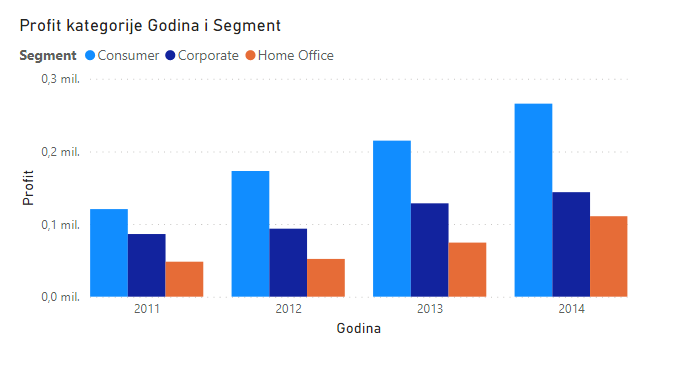 Profit kategorije Godina i Segment
Segment Consumer Corporate Home Office
0,3 mil.
0,2 mil.
0,1 mil.
0,0 mil.
Profit
2011 2012 2013 2014
Godina